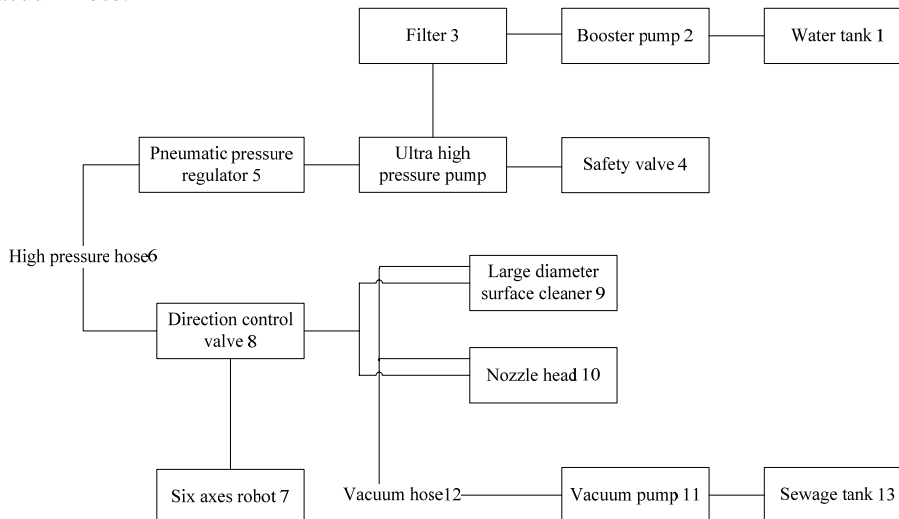 Filter 3
Booster pump 2
Water tank 1
Pneumatic pressure
regulator 5
Ultra high
pressure pump
Safety valve 4
High pressure hose6
Large diameter
surface cleaner 9
Direction control
valve 8
Nozzle head 10
Six axes robot 7
Vacuum hose12
Vacuum pump 11
Sewage tank 13